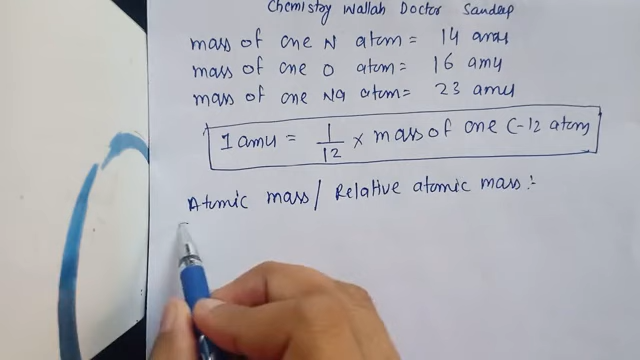 Chemistry Wallah Doctor Sandeep
mass of one N atom = 14 amu
mass of one O atom = 16 amu
mass of one Na atom = 23 amu
1 amu = 1/12 × mass of one C-12 atom
Atomic mass / Relative atomic mass :-